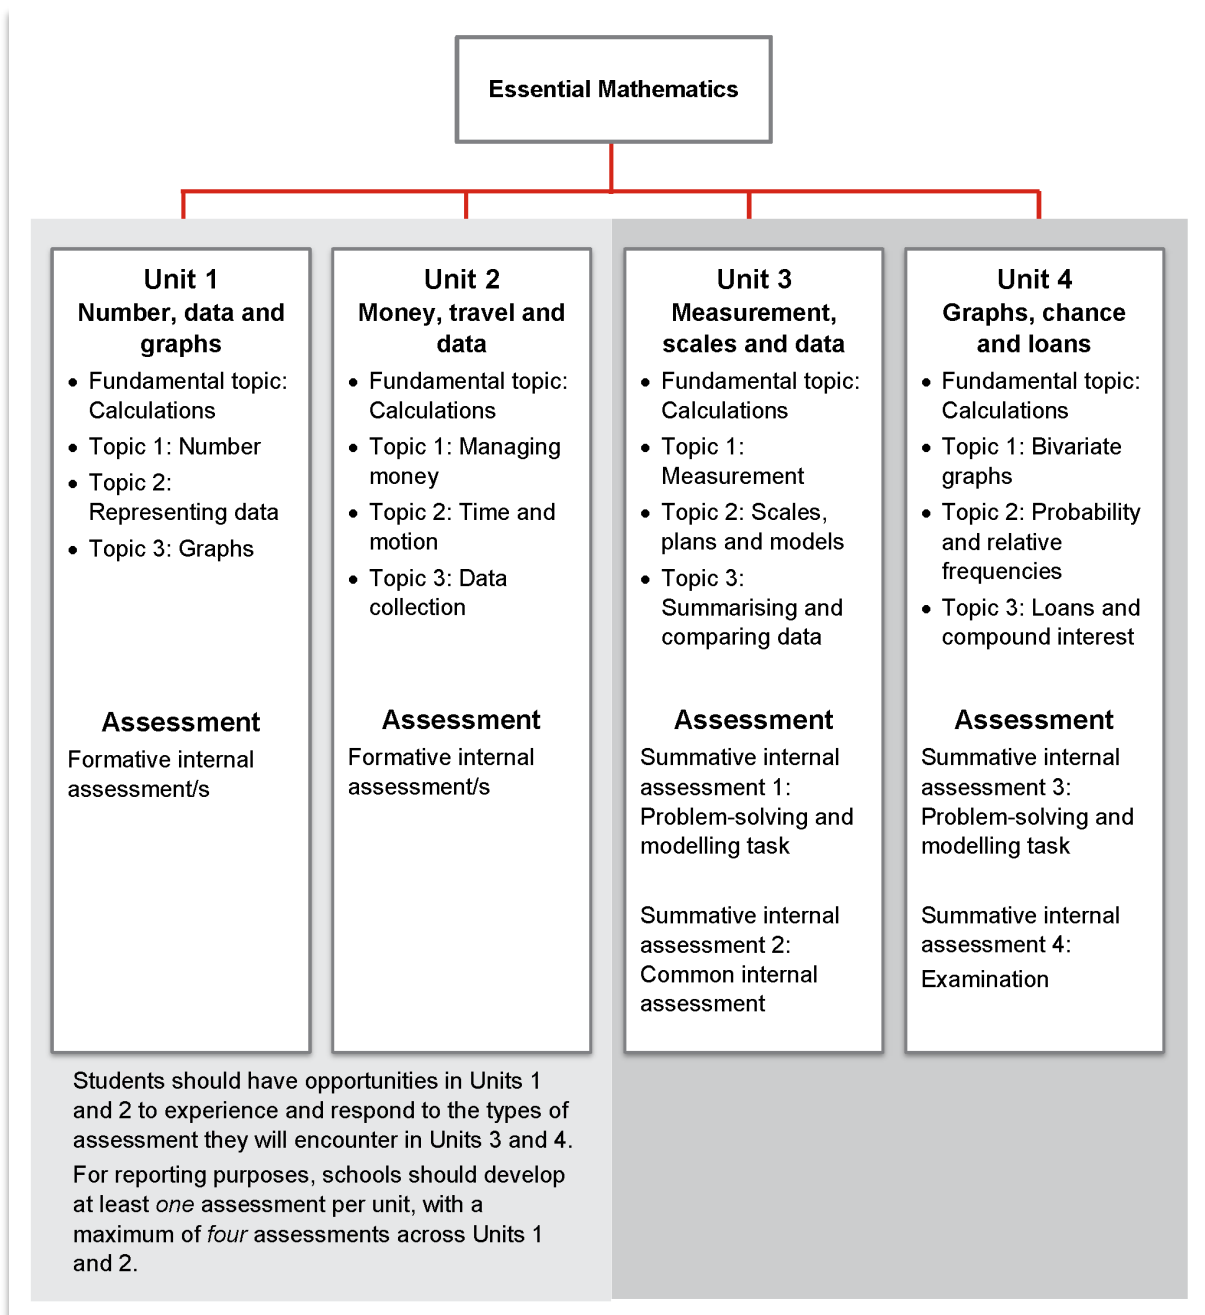 Essential Mathematics
Unit 1
Number, data and
graphs
• Fundamental topic:
Calculations
• Topic 1: Number
• Topic 2:
Representing data
• Topic 3: Graphs
Assessment
Formative internal
assessment/s
Unit 2
Money, travel and
data
• Fundamental topic:
Calculations
• Topic 1: Managing
money
• Topic 2: Time and
motion
• Topic 3: Data
collection
Assessment
Formative internal
assessment/s
Unit 3
Measurement,
scales and data
• Fundamental topic:
Calculations
• Topic 1:
Measurement
• Topic 2: Scales,
plans and models
• Topic 3:
Summarising and
comparing data
Assessment
Summative internal
assessment 1:
Problem-solving and
modelling task
Summative internal
assessment 2:
Common internal
assessment
Unit 4
Graphs, chance
and loans
• Fundamental topic:
Calculations
• Topic 1: Bivariate
graphs
• Topic 2: Probability
and relative
frequencies
• Topic 3: Loans and
compound interest
Assessment
Summative internal
assessment 3:
Problem-solving and
modelling task
Summative internal
assessment 4:
Examination
Students should have opportunities in Units 1
and 2 to experience and respond to the types of
assessment they will encounter in Units 3 and 4.
For reporting purposes, schools should develop
at least one assessment per unit, with a
maximum of four assessments across Units 1
and 2.